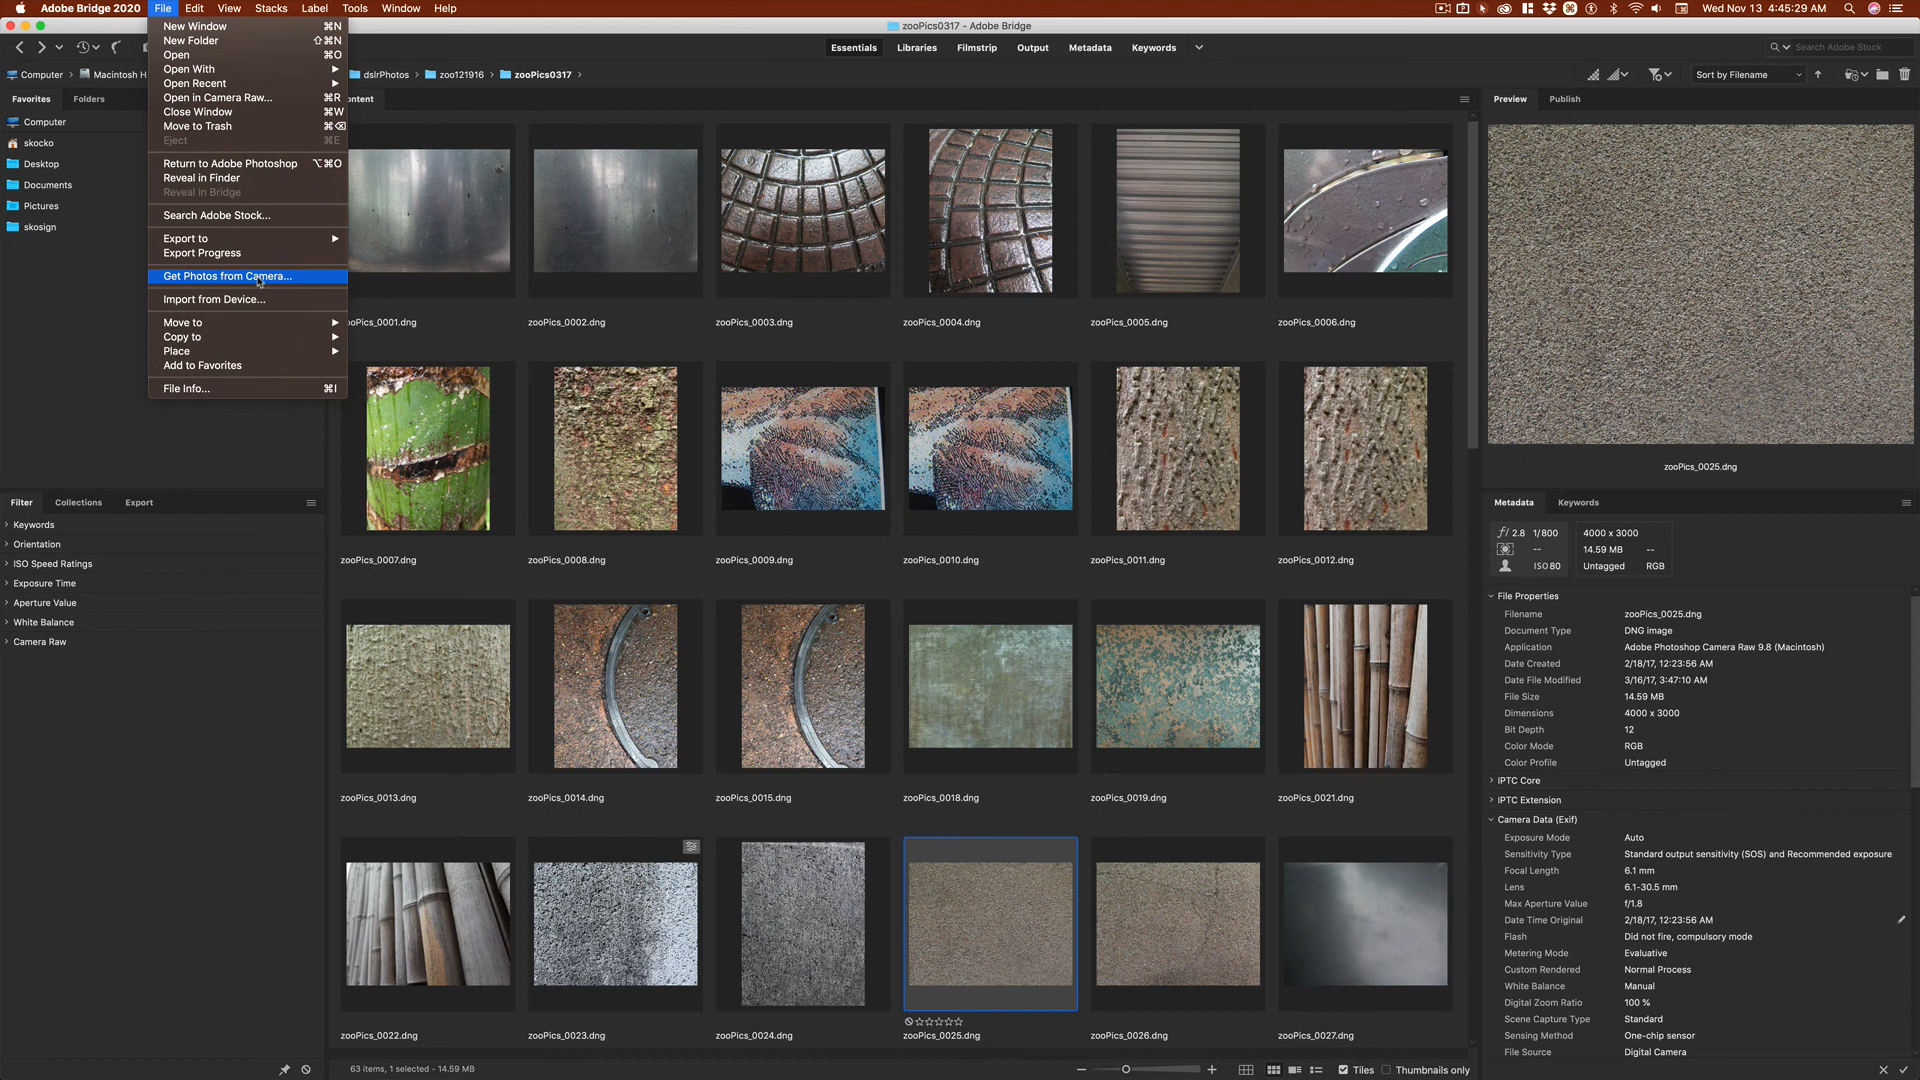 Adobe Bridge 2020 File Edit View Stacks Label Tools Window Help Wed Nov 13 4:45:29 AM
zooPics0317 - Adobe Bridge
New Window ⌘N
New Folder ⇧⌘N
Open ⌘O
Open With
Open Recent
Open in Camera Raw... ⌘R
Close Window ⌘W
Move to Trash ⌘⌫
Eject ⌘E
Return to Adobe Photoshop ⌥⌘O
Reveal in Finder
Reveal in Bridge
Search Adobe Stock...
Export to
Export Progress
Get Photos from Camera...
Import from Device...
Move to
Copy to
Place
Add to Favorites
File Info... ⌘I
Essentials Libraries Filmstrip Output Metadata Keywords
Search Adobe Stock
Computer Macintosh H
dslrPhotos zoo121916 zooPics0317
Sort by Filename
Favorites Folders
Computer
skocko
Desktop
Documents
Pictures
skosign
Filter Collections Export
Keywords
Orientation
ISO Speed Ratings
Exposure Time
Aperture Value
White Balance
Camera Raw
ontent
oPics_0001.dng zooPics_0002.dng zooPics_0003.dng zooPics_0004.dng zooPics_0005.dng zooPics_0006.dng
zooPics_0007.dng zooPics_0008.dng zooPics_0009.dng zooPics_0010.dng zooPics_0011.dng zooPics_0012.dng
zooPics_0013.dng zooPics_0014.dng zooPics_0015.dng zooPics_0018.dng zooPics_0019.dng zooPics_0021.dng
zooPics_0022.dng zooPics_0023.dng zooPics_0024.dng zooPics_0025.dng zooPics_0026.dng zooPics_0027.dng
63 items, 1 selected - 14.59 MB
Tiles Thumbnails only
Preview Publish
zooPics_0025.dng
Metadata Keywords
f/ 2.8 1/800 4000 x 3000
-- 14.59 MB --
ISO80 Untagged RGB
File Properties
Filename zooPics_0025.dng
Document Type DNG image
Application Adobe Photoshop Camera Raw 9.8 (Macintosh)
Date Created 2/18/17, 12:23:56 AM
Date File Modified 3/16/17, 3:47:10 AM
File Size 14.59 MB
Dimensions 4000 x 3000
Bit Depth 12
Color Mode RGB
Color Profile Untagged
IPTC Core
IPTC Extension
Camera Data (Exif)
Exposure Mode Auto
Sensitivity Type Standard output sensitivity (SOS) and Recommended exposure
Focal Length 6.1 mm
Lens 6.1-30.5 mm
Max Aperture Value f/1.8
Date Time Original 2/18/17, 12:23:56 AM
Flash Did not fire, compulsory mode
Metering Mode Evaluative
Custom Rendered Normal Process
White Balance Manual
Digital Zoom Ratio 100 %
Scene Capture Type Standard
Sensing Method One-chip sensor
File Source Digital Camera